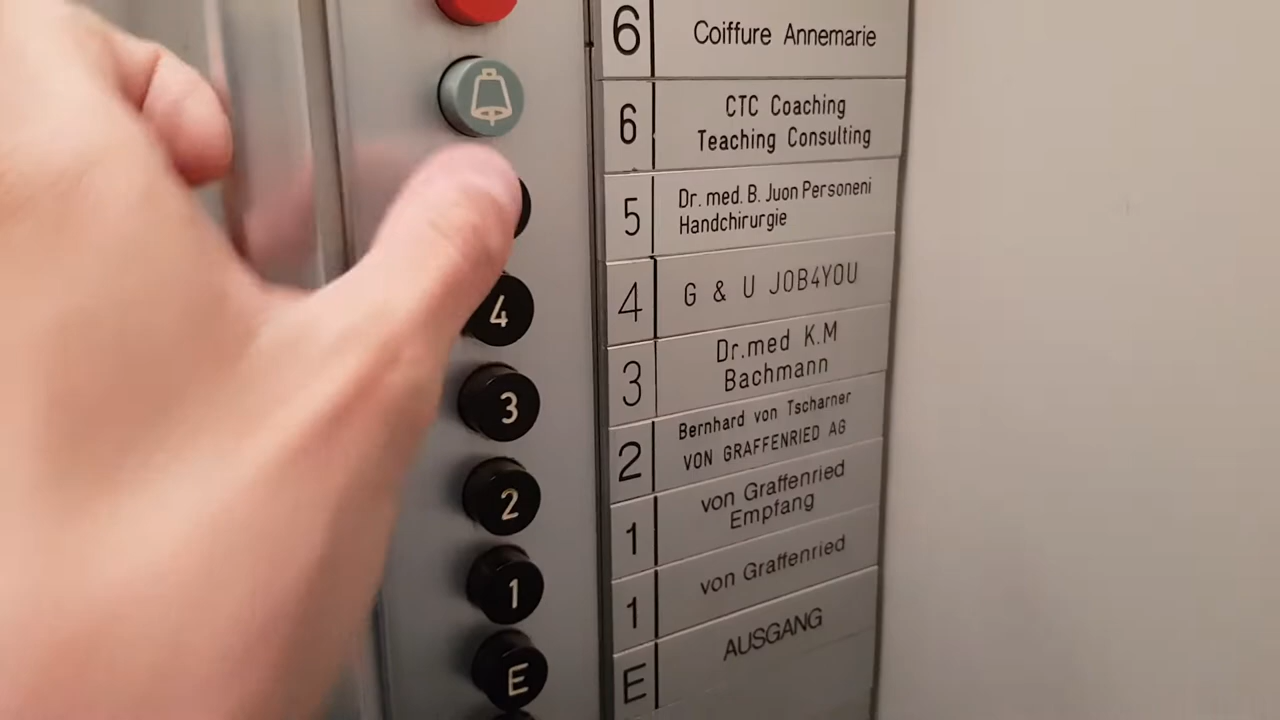 6 Coiffure Annemarie
6 CTC Coaching
Teaching Consulting
5 Dr. med. B. Juon Personeni
Handchirurgie
4 G & U JOB4YOU
3 Dr.med K.M
Bachmann
2 Bernhard von Tscharner
VON GRAFFENRIED AG
1 von Graffenried
Empfang
1 von Graffenried
E AUSGANG
4
3
2
1
E